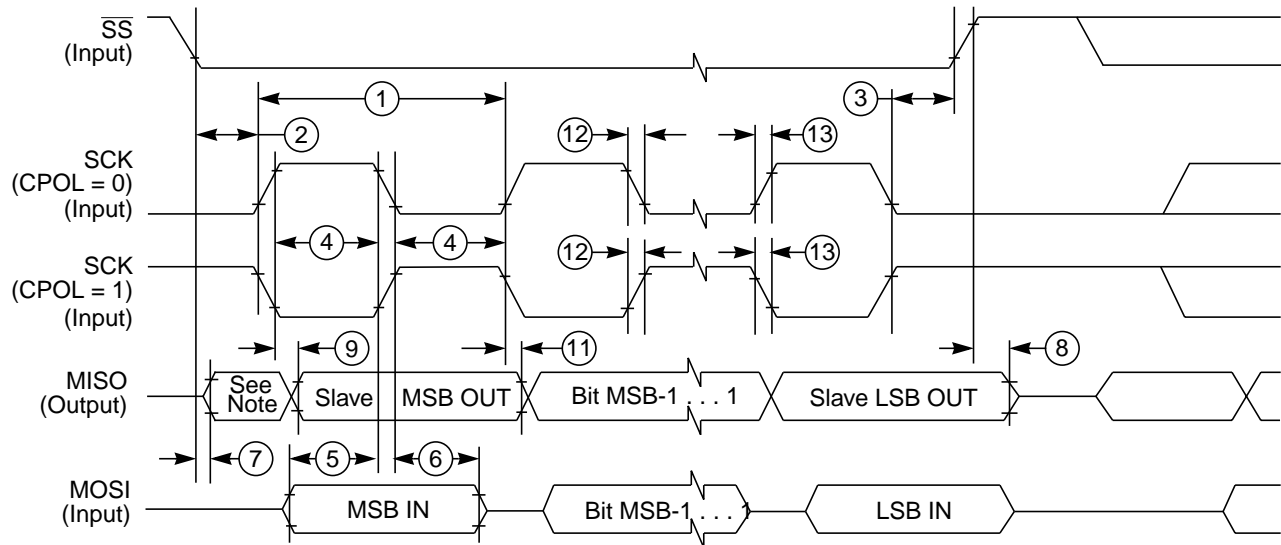 SS
(Input)
1
3
2
12
13
SCK
(CPOL = 0)
(Input)
4
4
12
13
SCK
(CPOL = 1)
(Input)
9
11
8
MISO
(Output)
See
Note
Slave
MSB OUT
Bit MSB-1 . . . 1
Slave LSB OUT
7
5
6
MOSI
(Input)
MSB IN
Bit MSB-1 . . . 1
LSB IN